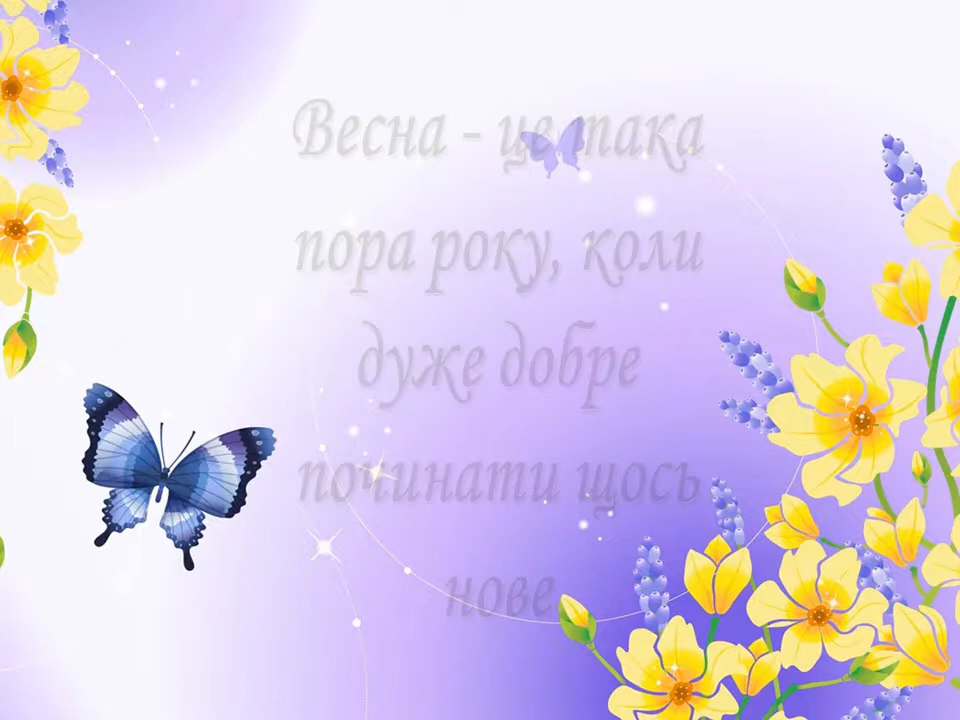 Весна - це така
пора року, коли
дуже добре
починати щось
нове